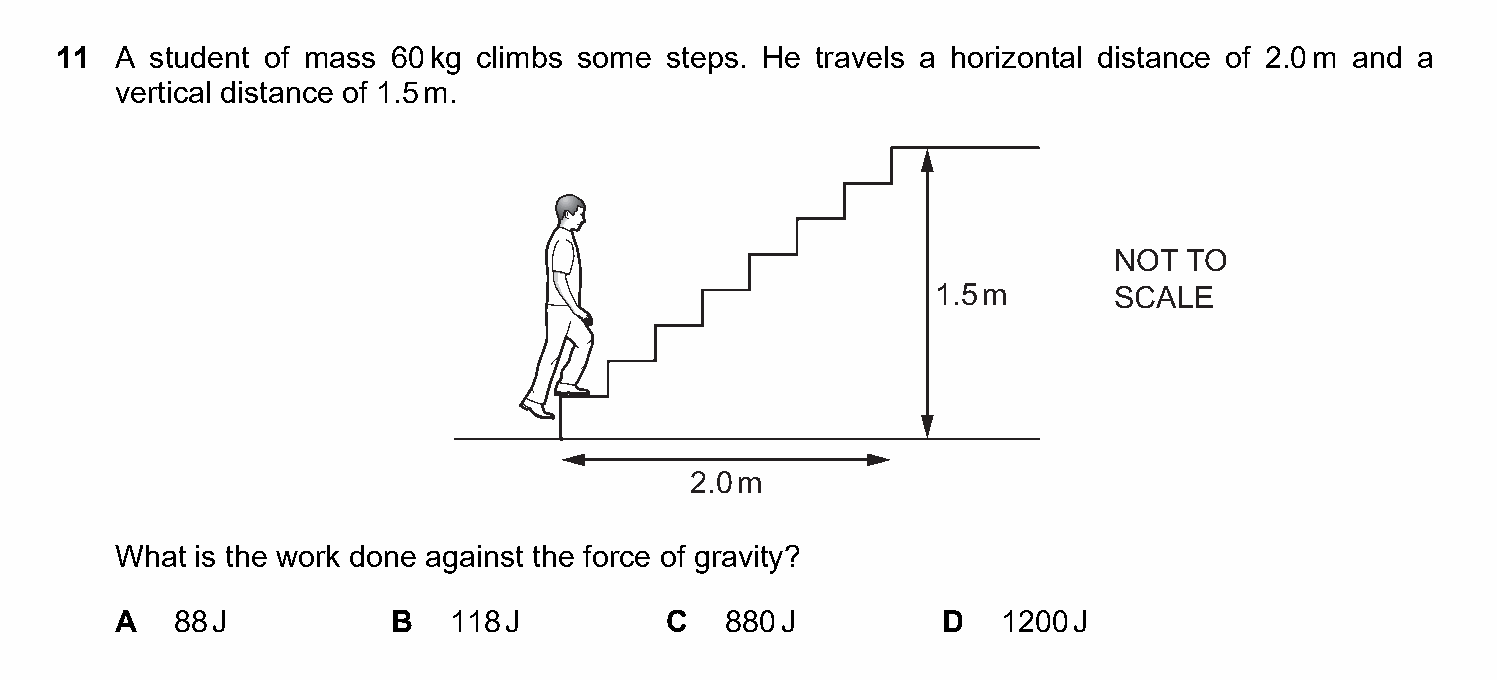 11 A student of mass 60 kg climbs some steps. He travels a horizontal distance of 2.0 m and a
vertical distance of 1.5 m.
NOT TO
SCALE
1.5 m
2.0 m
What is the work done against the force of gravity?
A 88 J B 118 J C 880 J D 1200 J